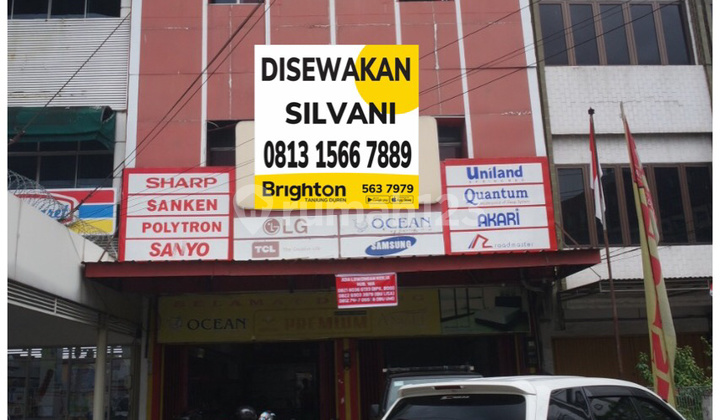 DISEWAKAN
SILVANI
0813 1566 7889
Brighton
TANJUNG DUREN
563 7979
SHARP
SANKEN
POLYTRON
SANYO
LG
TCL
OCEAN
SAMSUNG
Uniland
Quantum
AKARI
roadmaster
OCEAN
PREMIUM